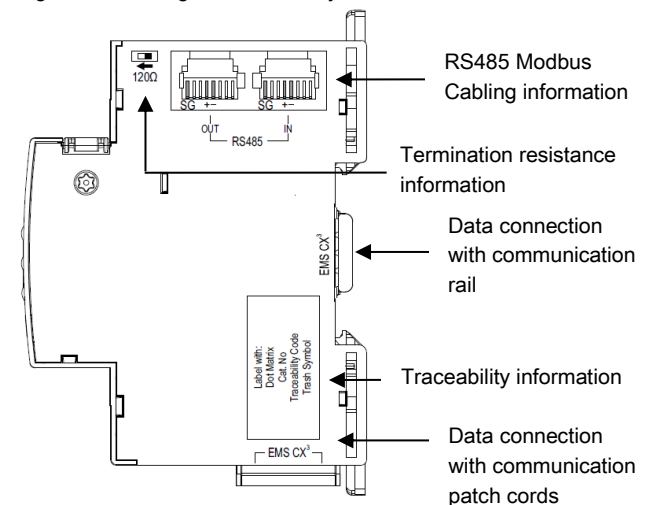 RS485 Modbus
Cabling information
120Ω
SG +−
SG +−
OUT
IN
RS485
Termination resistance
information
Data connection
with communication
rail
EMS CX³
Label with:
Dot Matrix
Cat. No
Traceability Code
Trash Symbol
Traceability information
EMS CX³
Data connection
with communication
patch cords